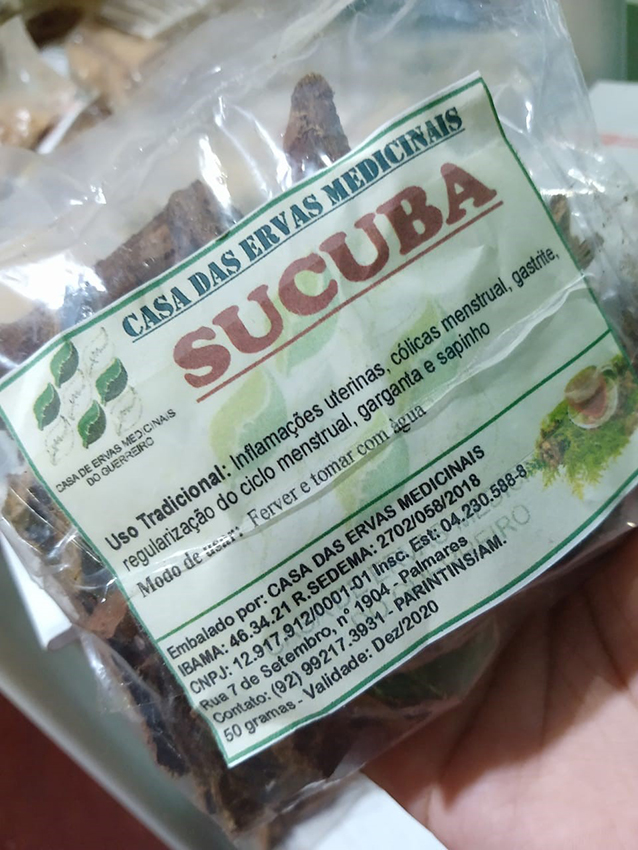 CASA DAS ERVAS MEDICINAIS
SUCUBA
CASA DE ERVAS MEDICINAIS
DO GUERREIRO
Uso Tradicional: Inflamações uterinas, cólicas menstrual, gastrite,
regularização do ciclo menstrual, garganta e sapinho
Modo de usar: Ferver e tomar com água
Embalado por: CASA DAS ERVAS MEDICINAIS
IBAMA: 46.34.21 R.SEDEMA: 2702/058/2018
CNPJ: 12.917.912/0001-01 Insc. Est: 04.230.588-8
Rua 7 de Setembro, n° 1904 - Palmares
Contato: (92) 99217.3931 - PARINTINS/AM.
50 gramas - Validade: Dez/2020